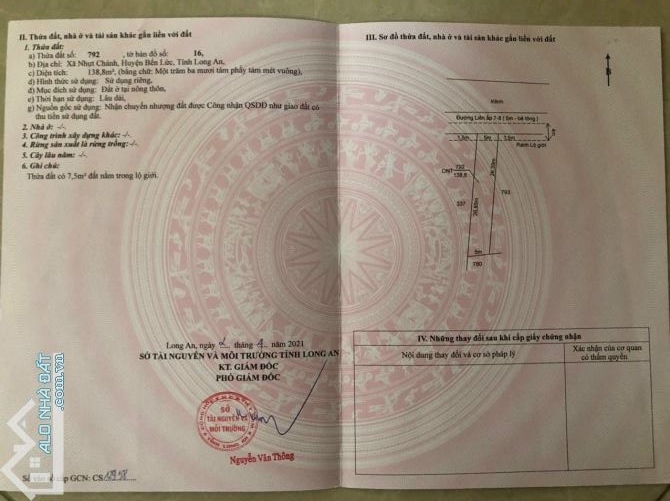 II. Thửa đất, nhà ở và tài sản khác gắn liền với đất
1. Thửa đất:
a) Thửa đất số: 792 , tờ bản đồ số: 16,
b) Địa chỉ: Xã Nhựt Chánh, Huyện Bến Lức, Tỉnh Long An,
c) Diện tích: 138,8m², (bằng chữ: Một trăm ba mươi tám phẩy tám mét vuông),
d) Hình thức sử dụng: Sử dụng riêng,
đ) Mục đích sử dụng: Đất ở tại nông thôn,
e) Thời hạn sử dụng: Lâu dài,
g) Nguồn gốc sử dụng: Nhận chuyển nhượng đất được Công nhận QSDĐ như giao đất có
thu tiền sử dụng đất.
2. Nhà ở: -/-.
3. Công trình xây dựng khác: -/-.
4. Rừng sản xuất là rừng trồng: -/-.
5. Cây lâu năm: -/-.
6. Ghi chú:
Thửa đất có 7,5m² đất nằm trong lộ giới.
Long An, ngày tháng 2021
SỞ TÀI NGUYÊN VÀ MÔI TRƯỜNG TỈNH LONG AN
KT. GIÁM ĐỐC
PHÓ GIÁM ĐỐC
SỞ
TÀI NGUYÊN VÀ
MÔI TRƯỜNG
Nguyễn Văn Thông
Số vào sổ cấp GCN: CS
ALO NHÀ ĐẤT
.com.vn
III. Sơ đồ thửa đất, nhà ở và tài sản khác gắn liền với đất
B
Kênh
Đường Liên ấp 7-8 ( 3m - bê tông )
1,5m 5m 1,5m
Ranh Lộ giới
ONT 792
138,8
337
793
5m
780
IV. Những thay đổi sau khi cấp giấy chứng nhận
Nội dung thay đổi và cơ sở pháp lý
Xác nhận của cơ quan
có thẩm quyền